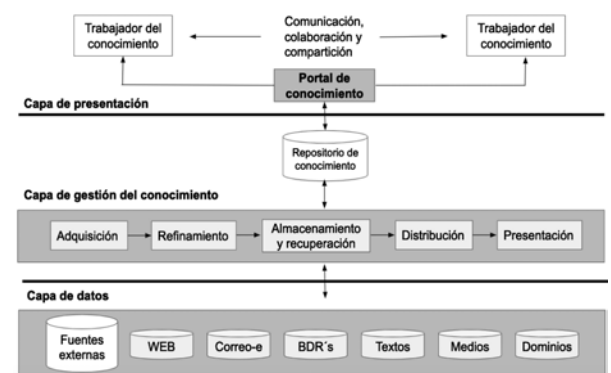 Trabajador del
conocimiento
Comunicación,
colaboración y
compartición
Trabajador del
conocimiento
Portal de
conocimiento
Capa de presentación
Repositorio de
conocimiento
Capa de gestión del conocimiento
Adquisición
Refinamiento
Almacenamiento
y recuperación
Distribución
Presentación
Capa de datos
Fuentes
externas
WEB
Correo-e
BDR´s
Textos
Medios
Dominios